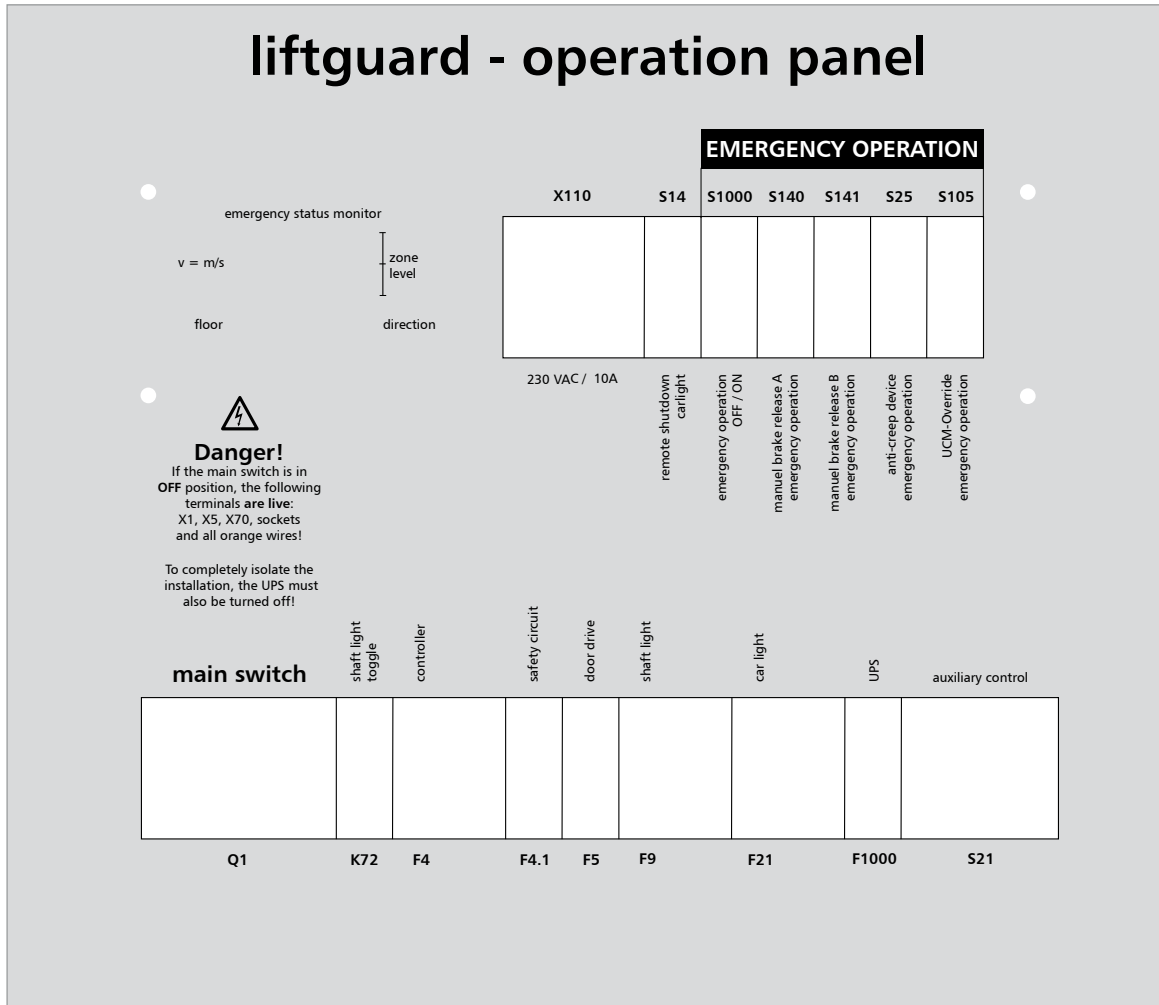 liftguard - operation panel
EMERGENCY OPERATION
X110 S14 S1000 S140 S141 S25 S105
emergency status monitor
v = m/s
zone
level
floor
direction
230 VAC / 10A
remote shutdown
carlight
emergency operation
OFF / ON
manuel brake release A
emergency operation
manuel brake release B
emergency operation
anti-creep device
emergency operation
UCM-Override
emergency operation
Danger!
If the main switch is in
OFF position, the following
terminals are live:
X1, X5, X70, sockets
and all orange wires!
To completely isolate the
installation, the UPS must
also be turned off!
main switch
shaft light
toggle
controller
safety circuit
door drive
shaft light
car light
UPS
auxiliary control
Q1 K72 F4 F4.1 F5 F9 F21 F1000 S21